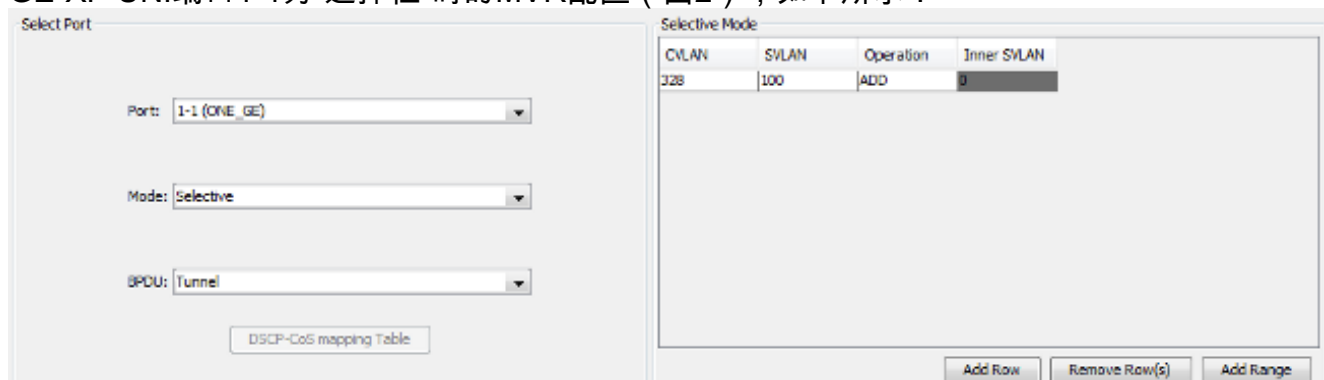 Select Port
Port: 1-1 (ONE_GE)
Mode: Selective
BPDU: Tunnel
DSCP-CoS mapping Table
Selective Mode
CVLAN SVLAN Operation Inner SVLAN
328 100 ADD 0
Add Row Remove Row(s) Add Range